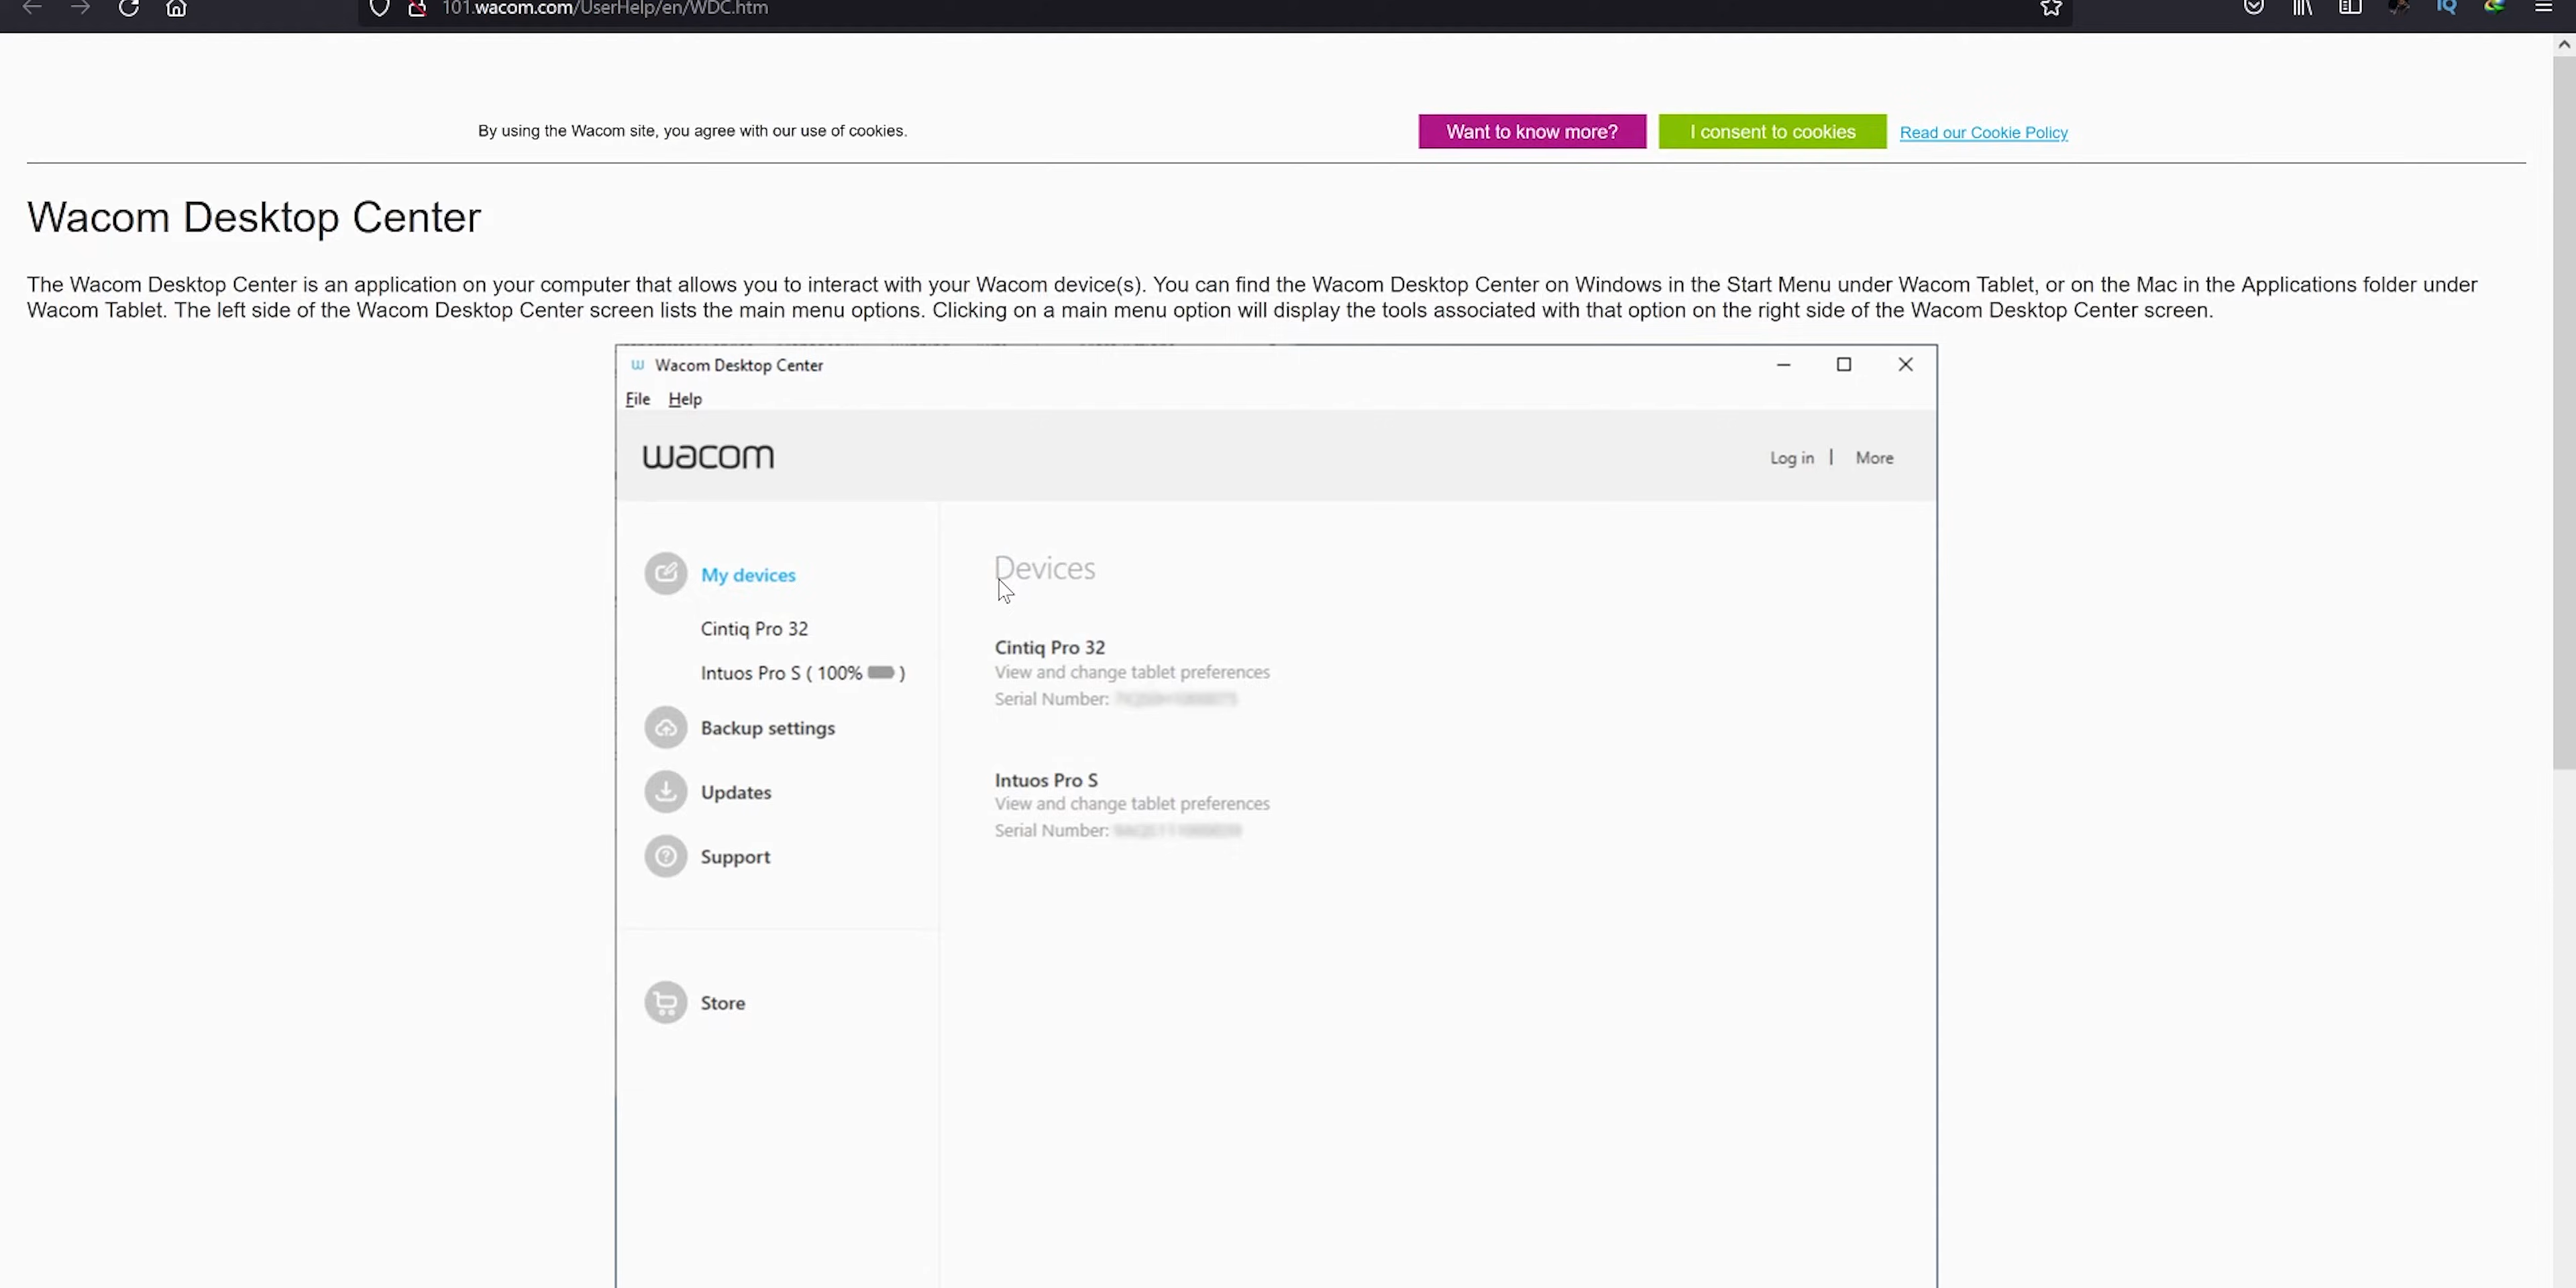 101.wacom.com/UserHelp/en/WDC.htm
By using the Wacom site, you agree with our use of cookies.
Want to know more?
I consent to cookies
Read our Cookie Policy
Wacom Desktop Center
The Wacom Desktop Center is an application on your computer that allows you to interact with your Wacom device(s). You can find the Wacom Desktop Center on Windows in the Start Menu under Wacom Tablet, or on the Mac in the Applications folder under
Wacom Tablet. The left side of the Wacom Desktop Center screen lists the main menu options. Clicking on a main menu option will display the tools associated with that option on the right side of the Wacom Desktop Center screen.
Wacom Desktop Center
File Help
wacom
Log in | More
My devices
Cintiq Pro 32
Intuos Pro S ( 100% )
Backup settings
Updates
Support
Store
Devices
Cintiq Pro 32
View and change tablet preferences
Serial Number:
Intuos Pro S
View and change tablet preferences
Serial Number: